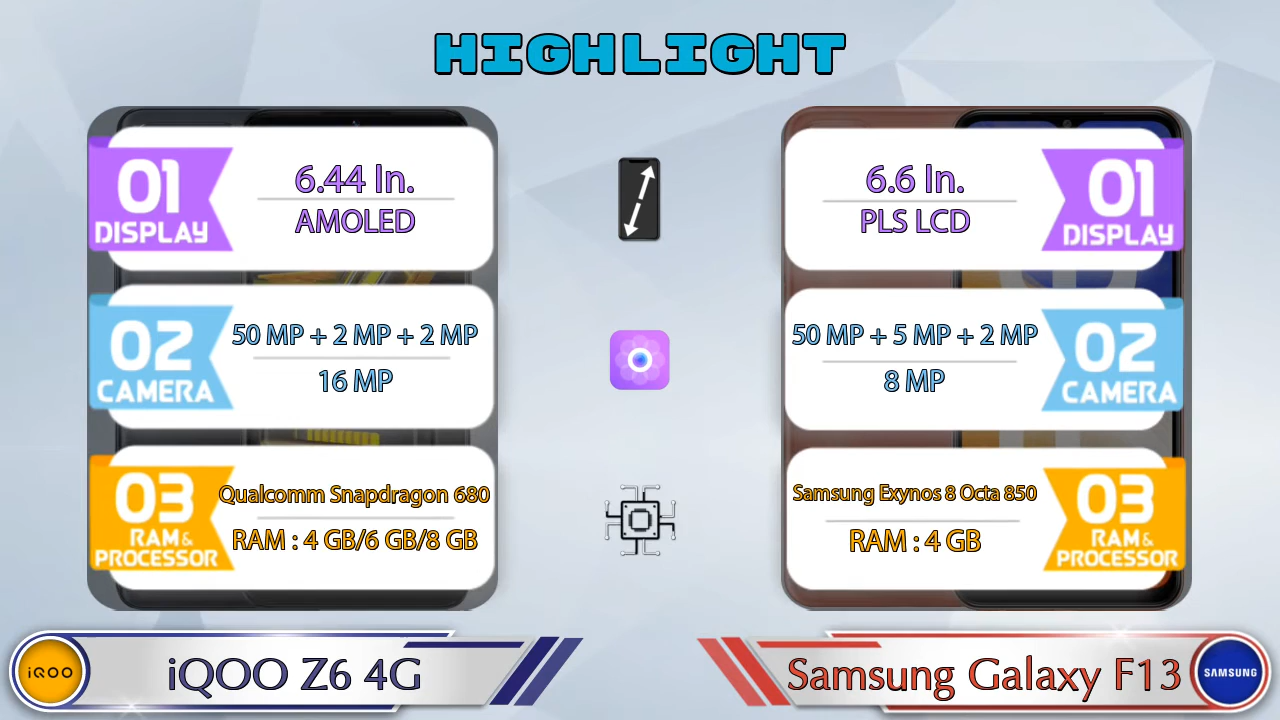 HIGHLIGHT
01
DISPLAY
6.44 In.
AMOLED
02
CAMERA
50 MP + 2 MP + 2 MP
16 MP
03
RAM &
PROCESSOR
Qualcomm Snapdragon 680
RAM : 4 GB/6 GB/8 GB
iQOO
iQOO Z6 4G
6.6 In.
PLS LCD
01
DISPLAY
50 MP + 5 MP + 2 MP
8 MP
02
CAMERA
Samsung Exynos 8 Octa 850
RAM : 4 GB
03
RAM &
PROCESSOR
Samsung Galaxy F13
SAMSUNG